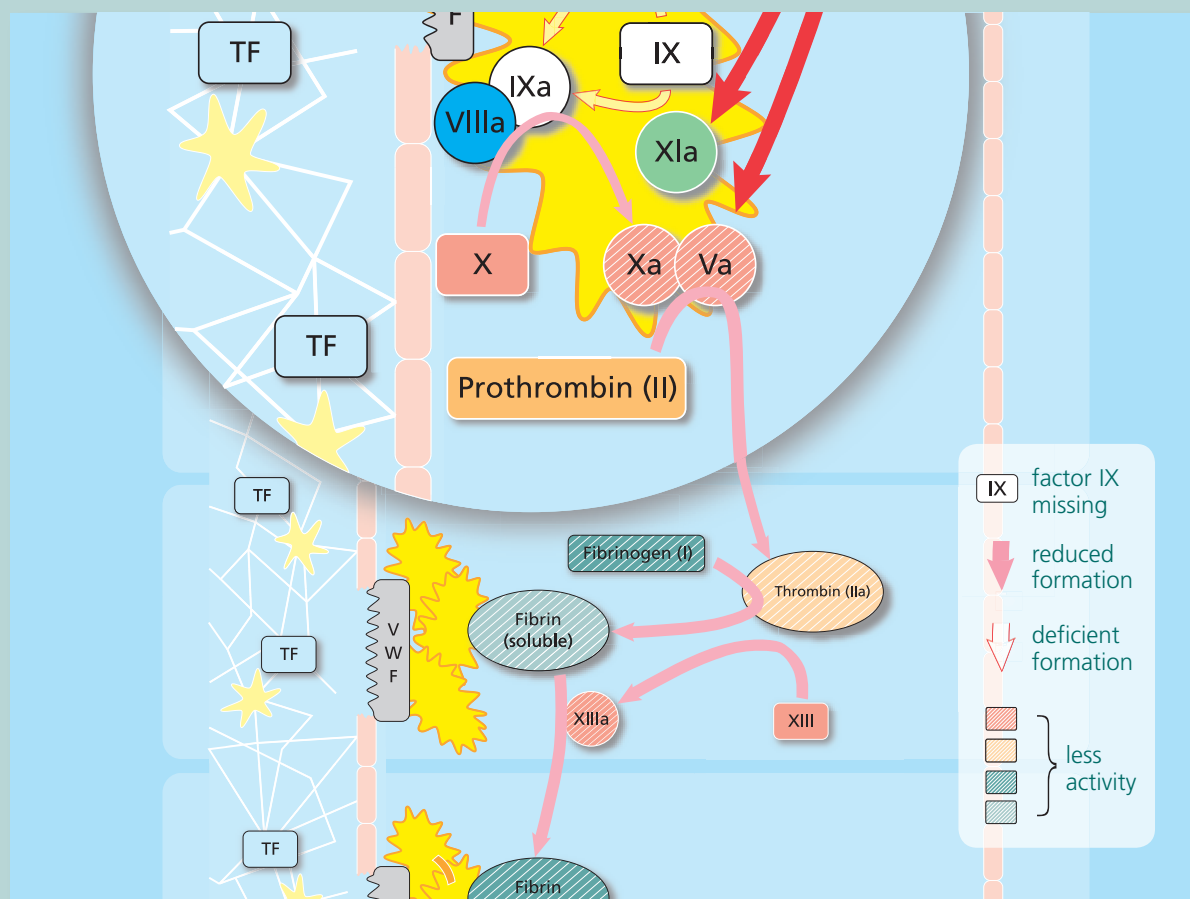 F
TF
IX
IXa
VIIIa
XIa
X
Xa
Va
TF
Prothrombin (II)
TF
Fibrinogen (I)
Thrombin (IIa)
Fibrin
(soluble)
V
W
F
TF
XIIIa
XIII
TF
Fibrin
IX
factor IX
missing
reduced
formation
deficient
formation
less
activity